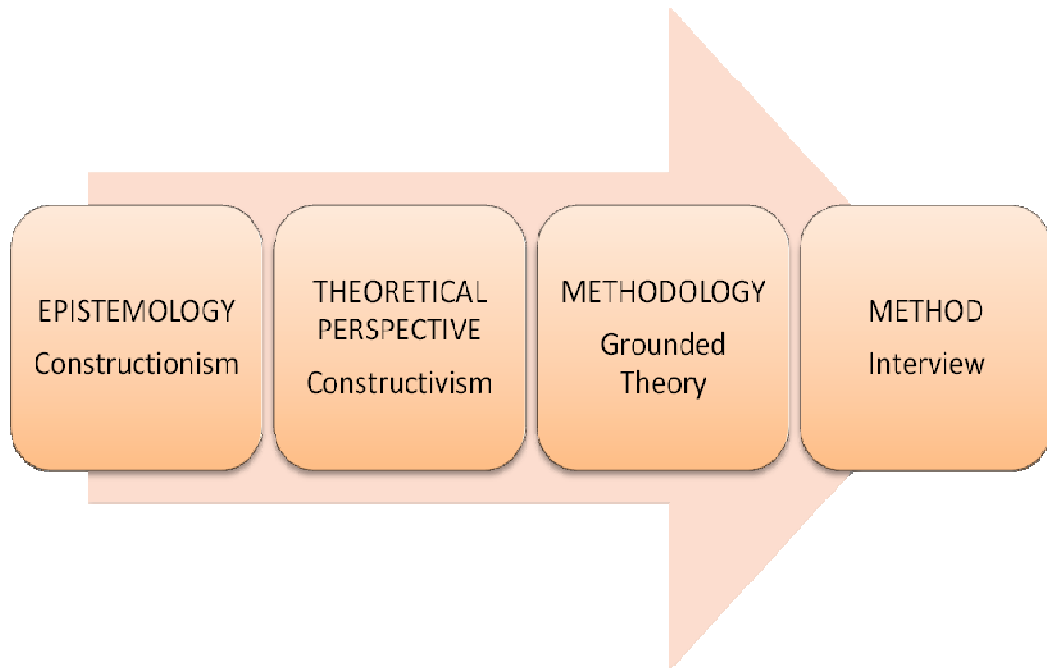 EPISTEMOLOGY
Constructionism
THEORETICAL
PERSPECTIVE
Constructivism
METHODOLOGY
Grounded
Theory
METHOD
Interview